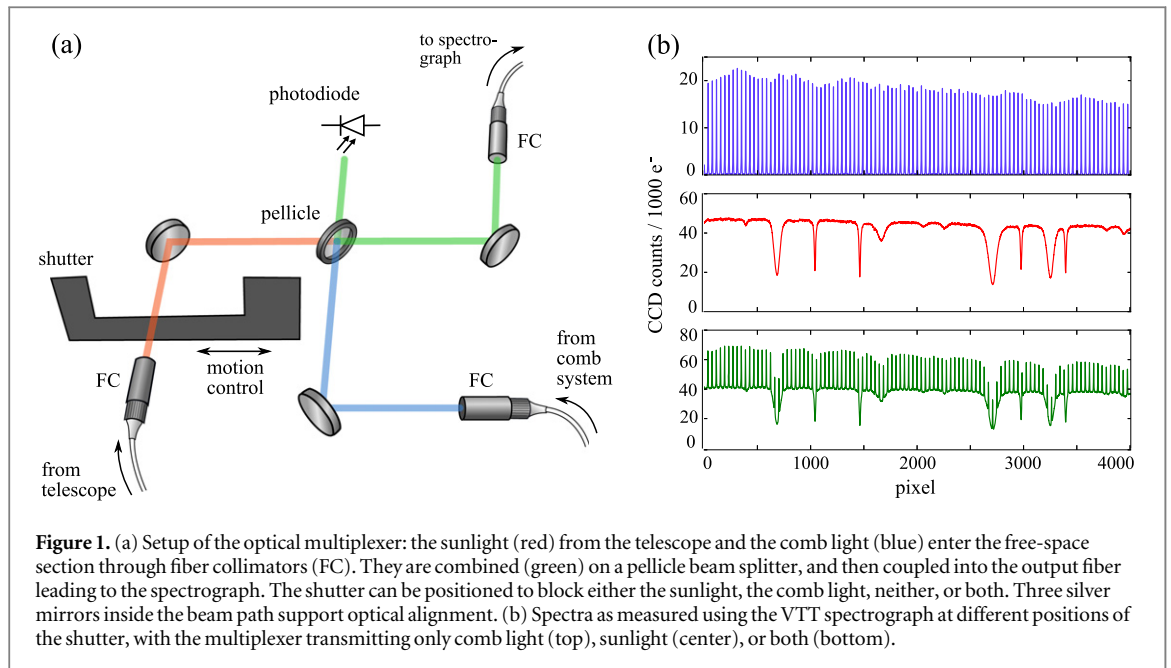 (a)
to spectro-
graph
photodiode
FC
pellicle
shutter
FC
motion
control
FC
from
comb
system
from
telescope
(b)
CCD counts / 1000 e⁻
20
10
0
60
40
20
0
80
60
40
20
0
0
1000
2000
3000
4000
pixel
Figure 1. (a) Setup of the optical multiplexer: the sunlight (red) from the telescope and the comb light (blue) enter the free-space
section through fiber collimators (FC). They are combined (green) on a pellicle beam splitter, and then coupled into the output fiber
leading to the spectrograph. The shutter can be positioned to block either the sunlight, the comb light, neither, or both. Three silver
mirrors inside the beam path support optical alignment. (b) Spectra as measured using the VTT spectrograph at different positions of
the shutter, with the multiplexer transmitting only comb light (top), sunlight (center), or both (bottom).